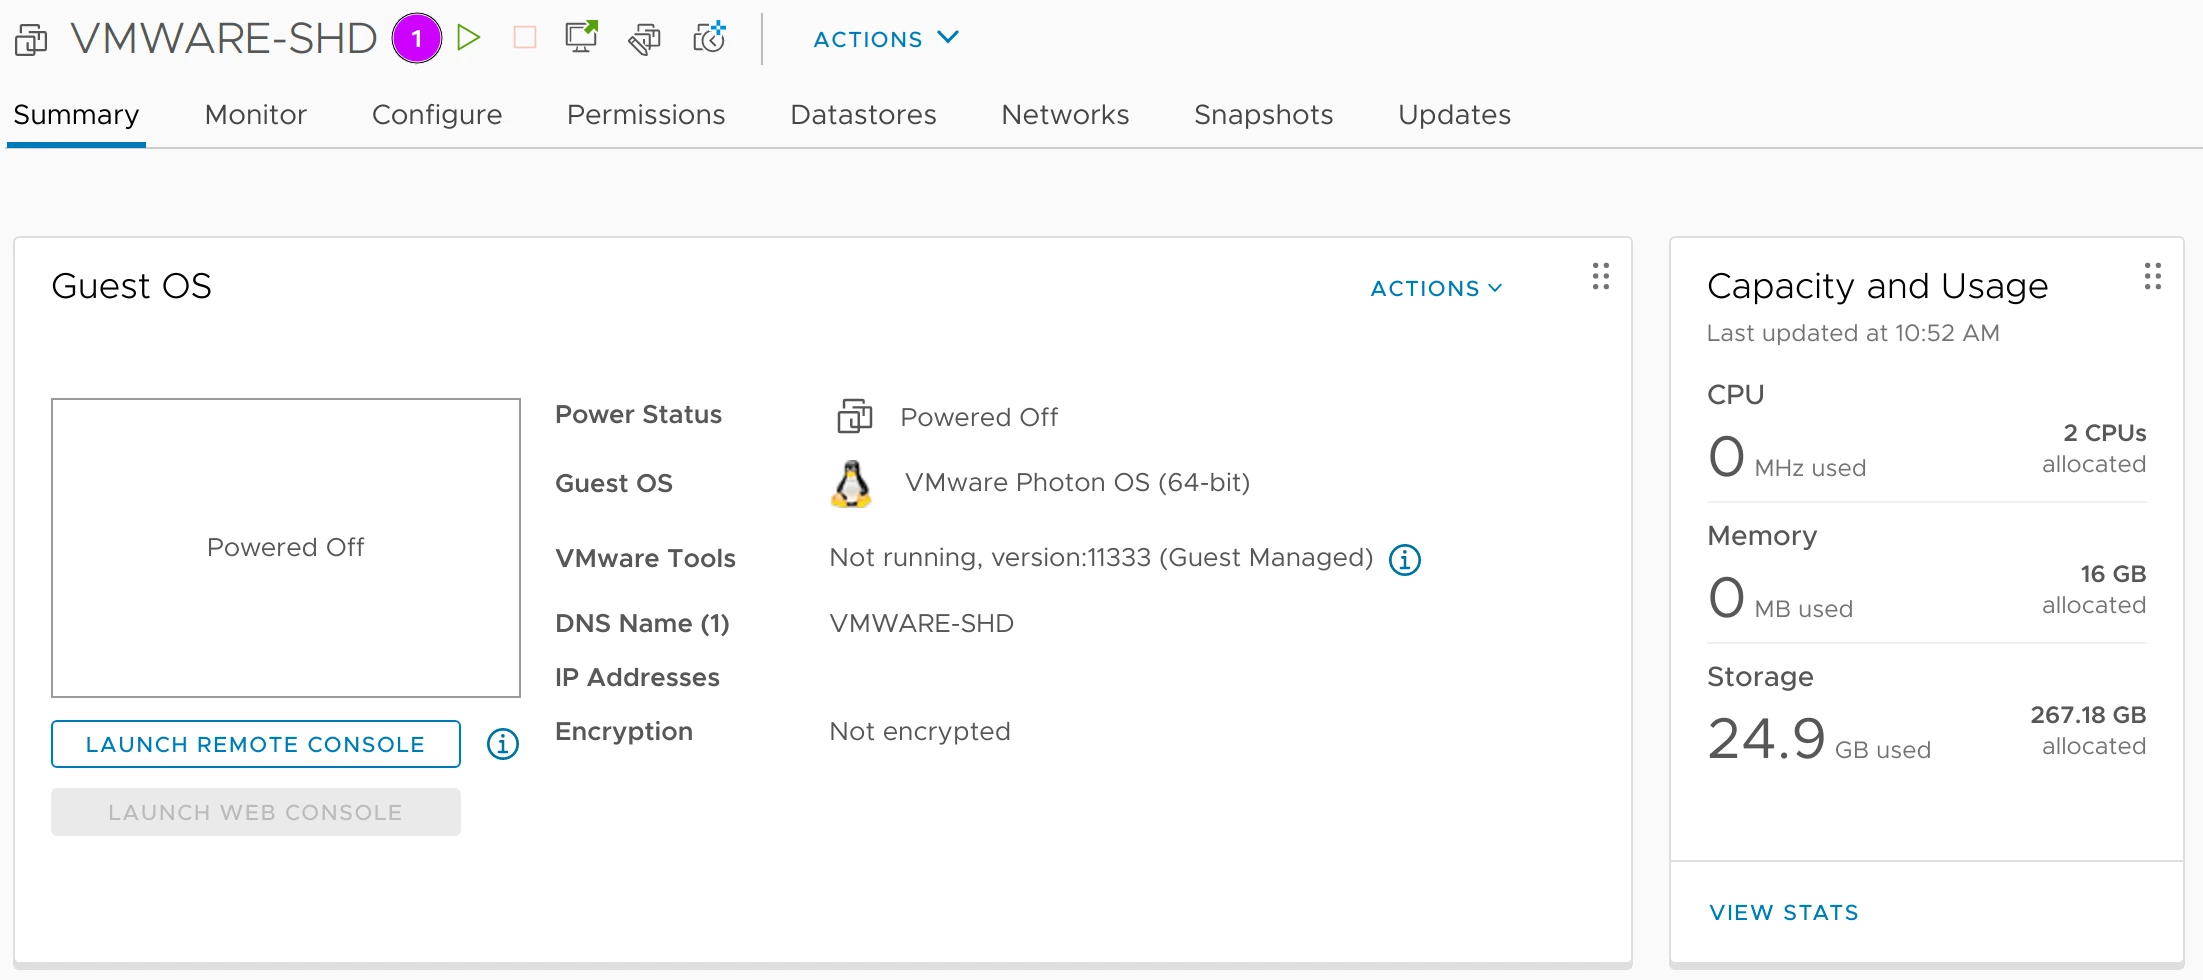 VMWARE-SHD 1 ACTIONS
Summary Monitor Configure Permissions Datastores Networks Snapshots Updates
Guest OS
ACTIONS
Powered Off
LAUNCH REMOTE CONSOLE
LAUNCH WEB CONSOLE
Power Status Powered Off
Guest OS VMware Photon OS (64-bit)
VMware Tools Not running, version:11333 (Guest Managed)
DNS Name (1) VMWARE-SHD
IP Addresses
Encryption Not encrypted
Capacity and Usage
Last updated at 10:52 AM
CPU
0 MHz used
2 CPUs
allocated
Memory
0 MB used
16 GB
allocated
Storage
24.9 GB used
267.18 GB
allocated
VIEW STATS